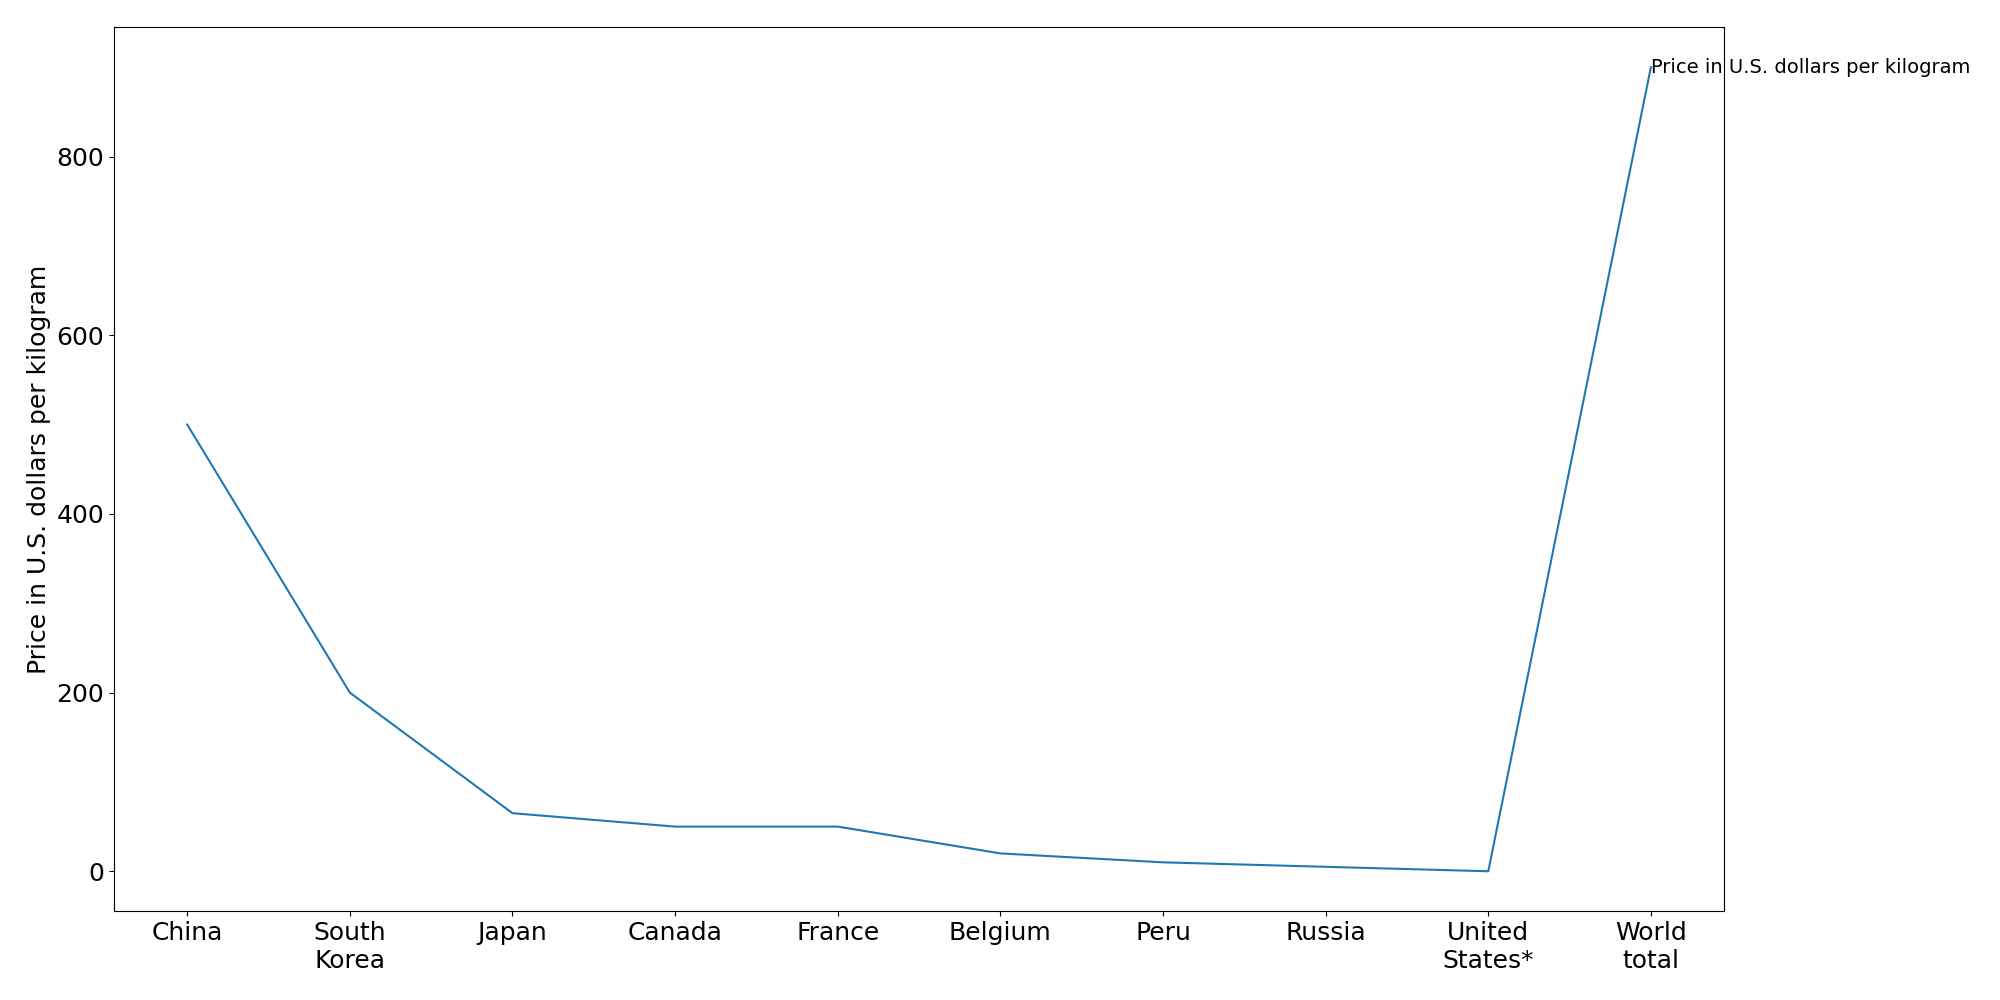 Price in U.S. dollars per kilogram
800
600
400
200
0
Price in U.S. dollars per kilogram
China
South
Korea
Japan
Canada
France
Belgium
Peru
Russia
United
States*
World
total